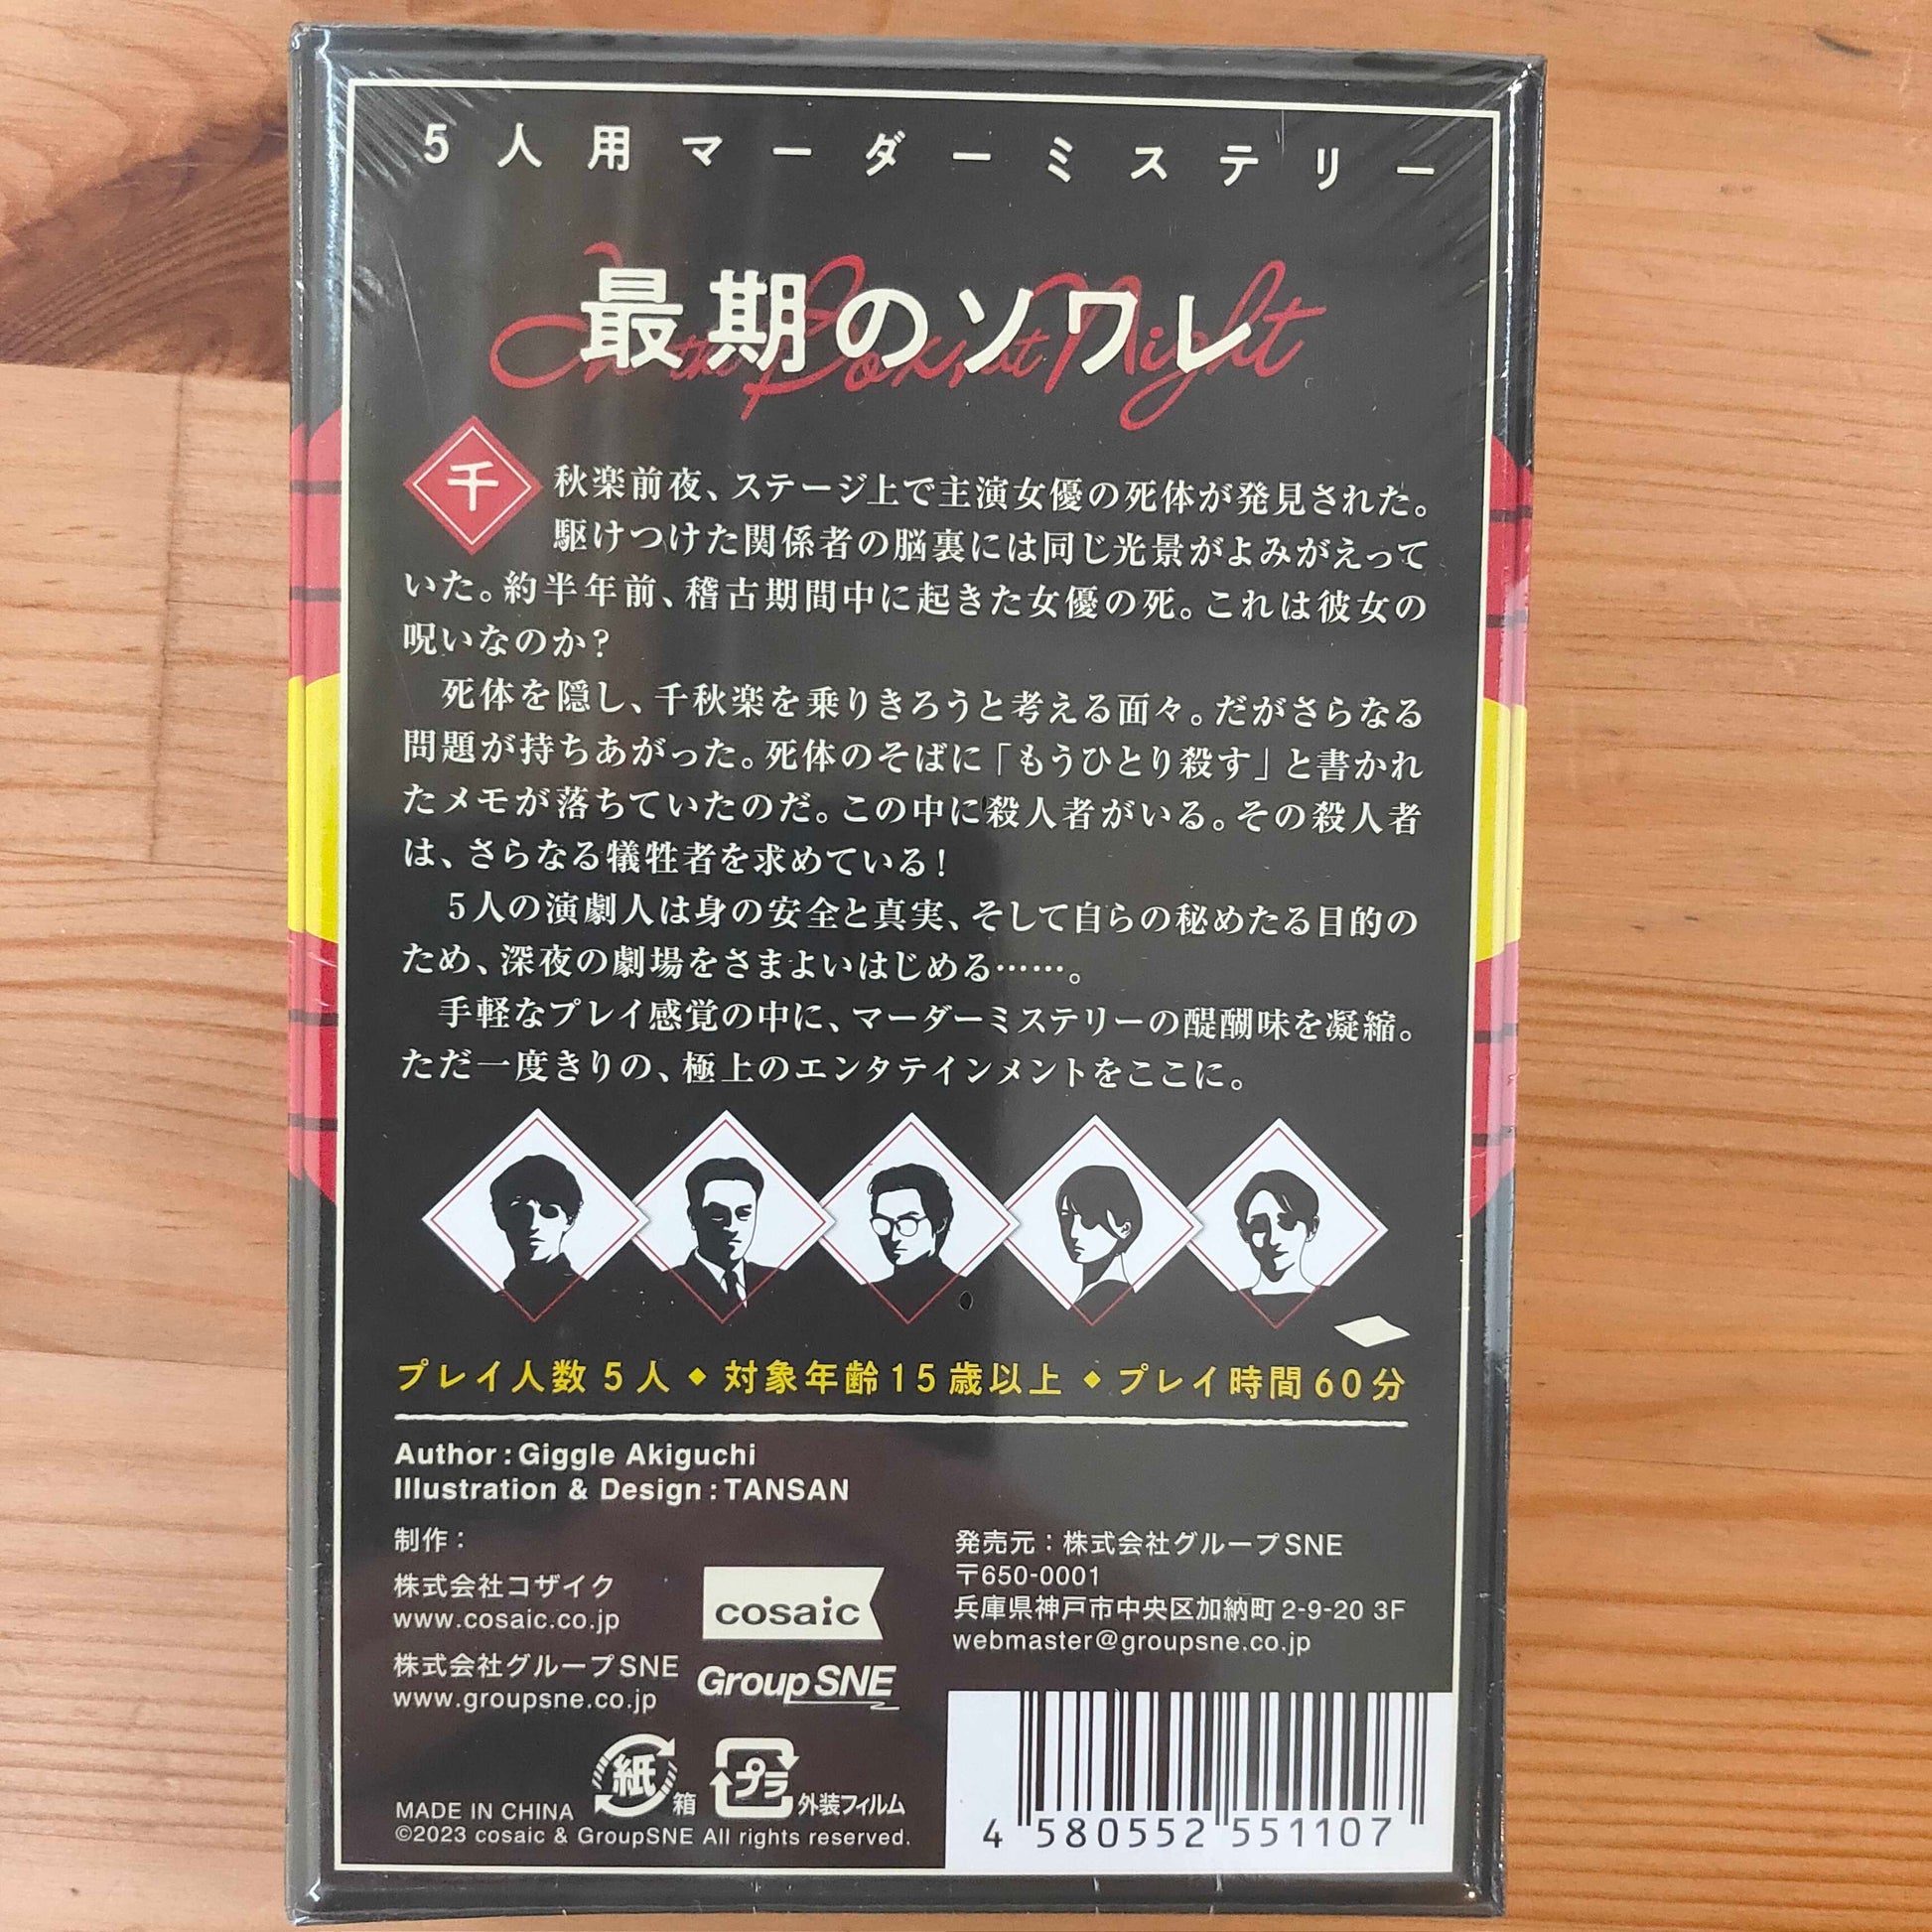 5人用マーダーミステリー
最期のソワレ
千秋楽前夜、ステージ上で主演女優の死体が発見された。
駆けつけた関係者の脳裏には同じ光景がよみがえって
いた。約半年前、稽古期間中に起きた女優の死。これは彼女の
呪いなのか?
死体を隠し、千秋楽を乗りきろうと考える面々。だがさらなる
問題が持ちあがった。死体のそばに「もうひとり殺す」と書かれ
たメモが落ちていたのだ。この中に殺人者がいる。その殺人者
は、さらなる犠牲者を求めている!
5人の演劇人は身の安全と真実、そして自らの秘めたる目的の
ため、深夜の劇場をさまよいはじめる……。
手軽なプレイ感覚の中に、マーダーミステリーの醍醐味を凝縮。
ただ一度きりの、極上のエンタテインメントをここに。
プレイ人数5人◆対象年齢15歳以上◆プレイ時間60分
Author:Giggle Akiguchi
Illustration & Design:TANSAN
制作:
株式会社コザイク
www.cosaic.co.jp
cosaic
株式会社グループSNE
www.groupsne.co.jp
Group SNE
発売元:株式会社グループSNE
〒650-0001
兵庫県神戸市中央区加納町2-9-20 3F
webmaster@groupsne.co.jp
紙 箱
プラ 外装フィルム
MADE IN CHINA
©2023 cosaic & GroupSNE All rights reserved.
4 580552 551107